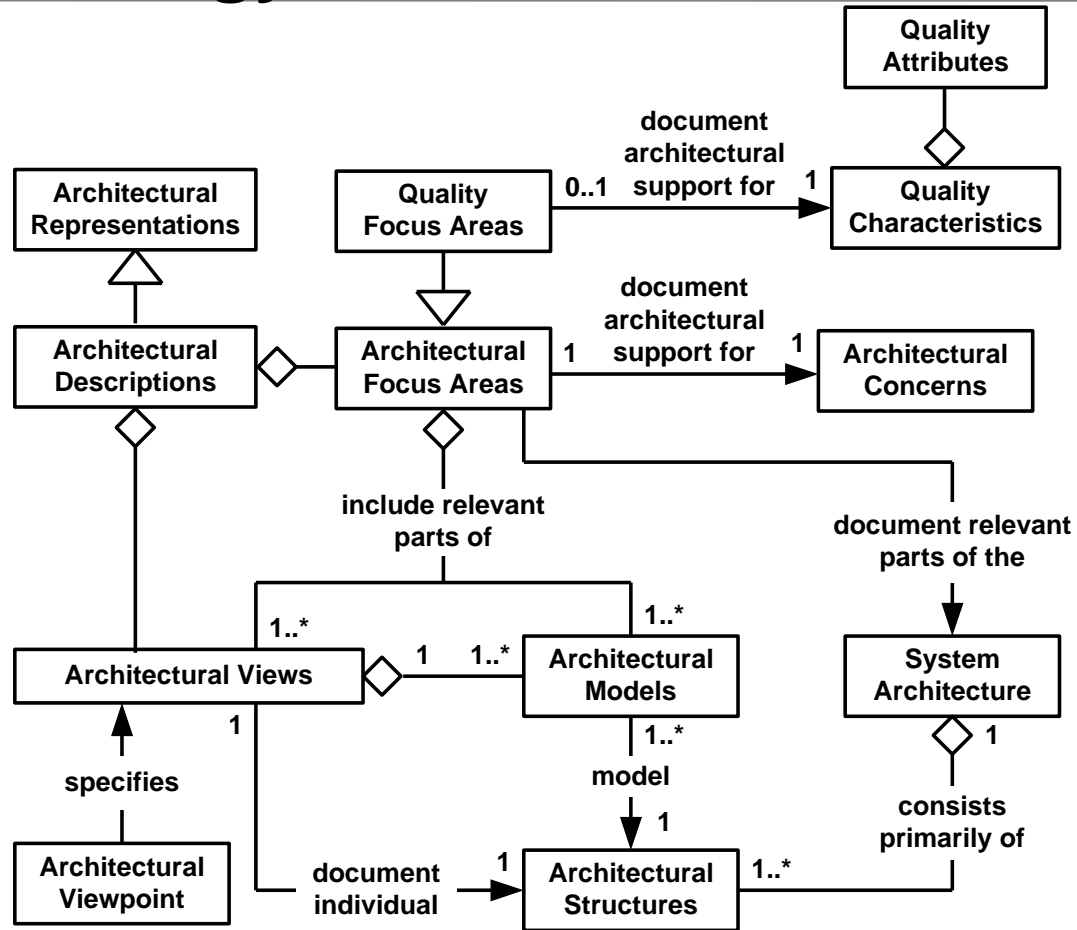 Quality
Attributes
document
architectural
support for
0..1
1
Architectural
Representations
Quality
Focus Areas
Quality
Characteristics
document
architectural
support for
1
1
Architectural
Descriptions
Architectural
Focus Areas
Architectural
Concerns
include relevant
parts of
document relevant
parts of the
1..*
1..*
1
1..*
Architectural Views
Architectural
Models
System
Architecture
1
1..*
1
specifies
model
consists
primarily of
1
Architectural
Viewpoint
document
individual
1
Architectural
Structures
1..*